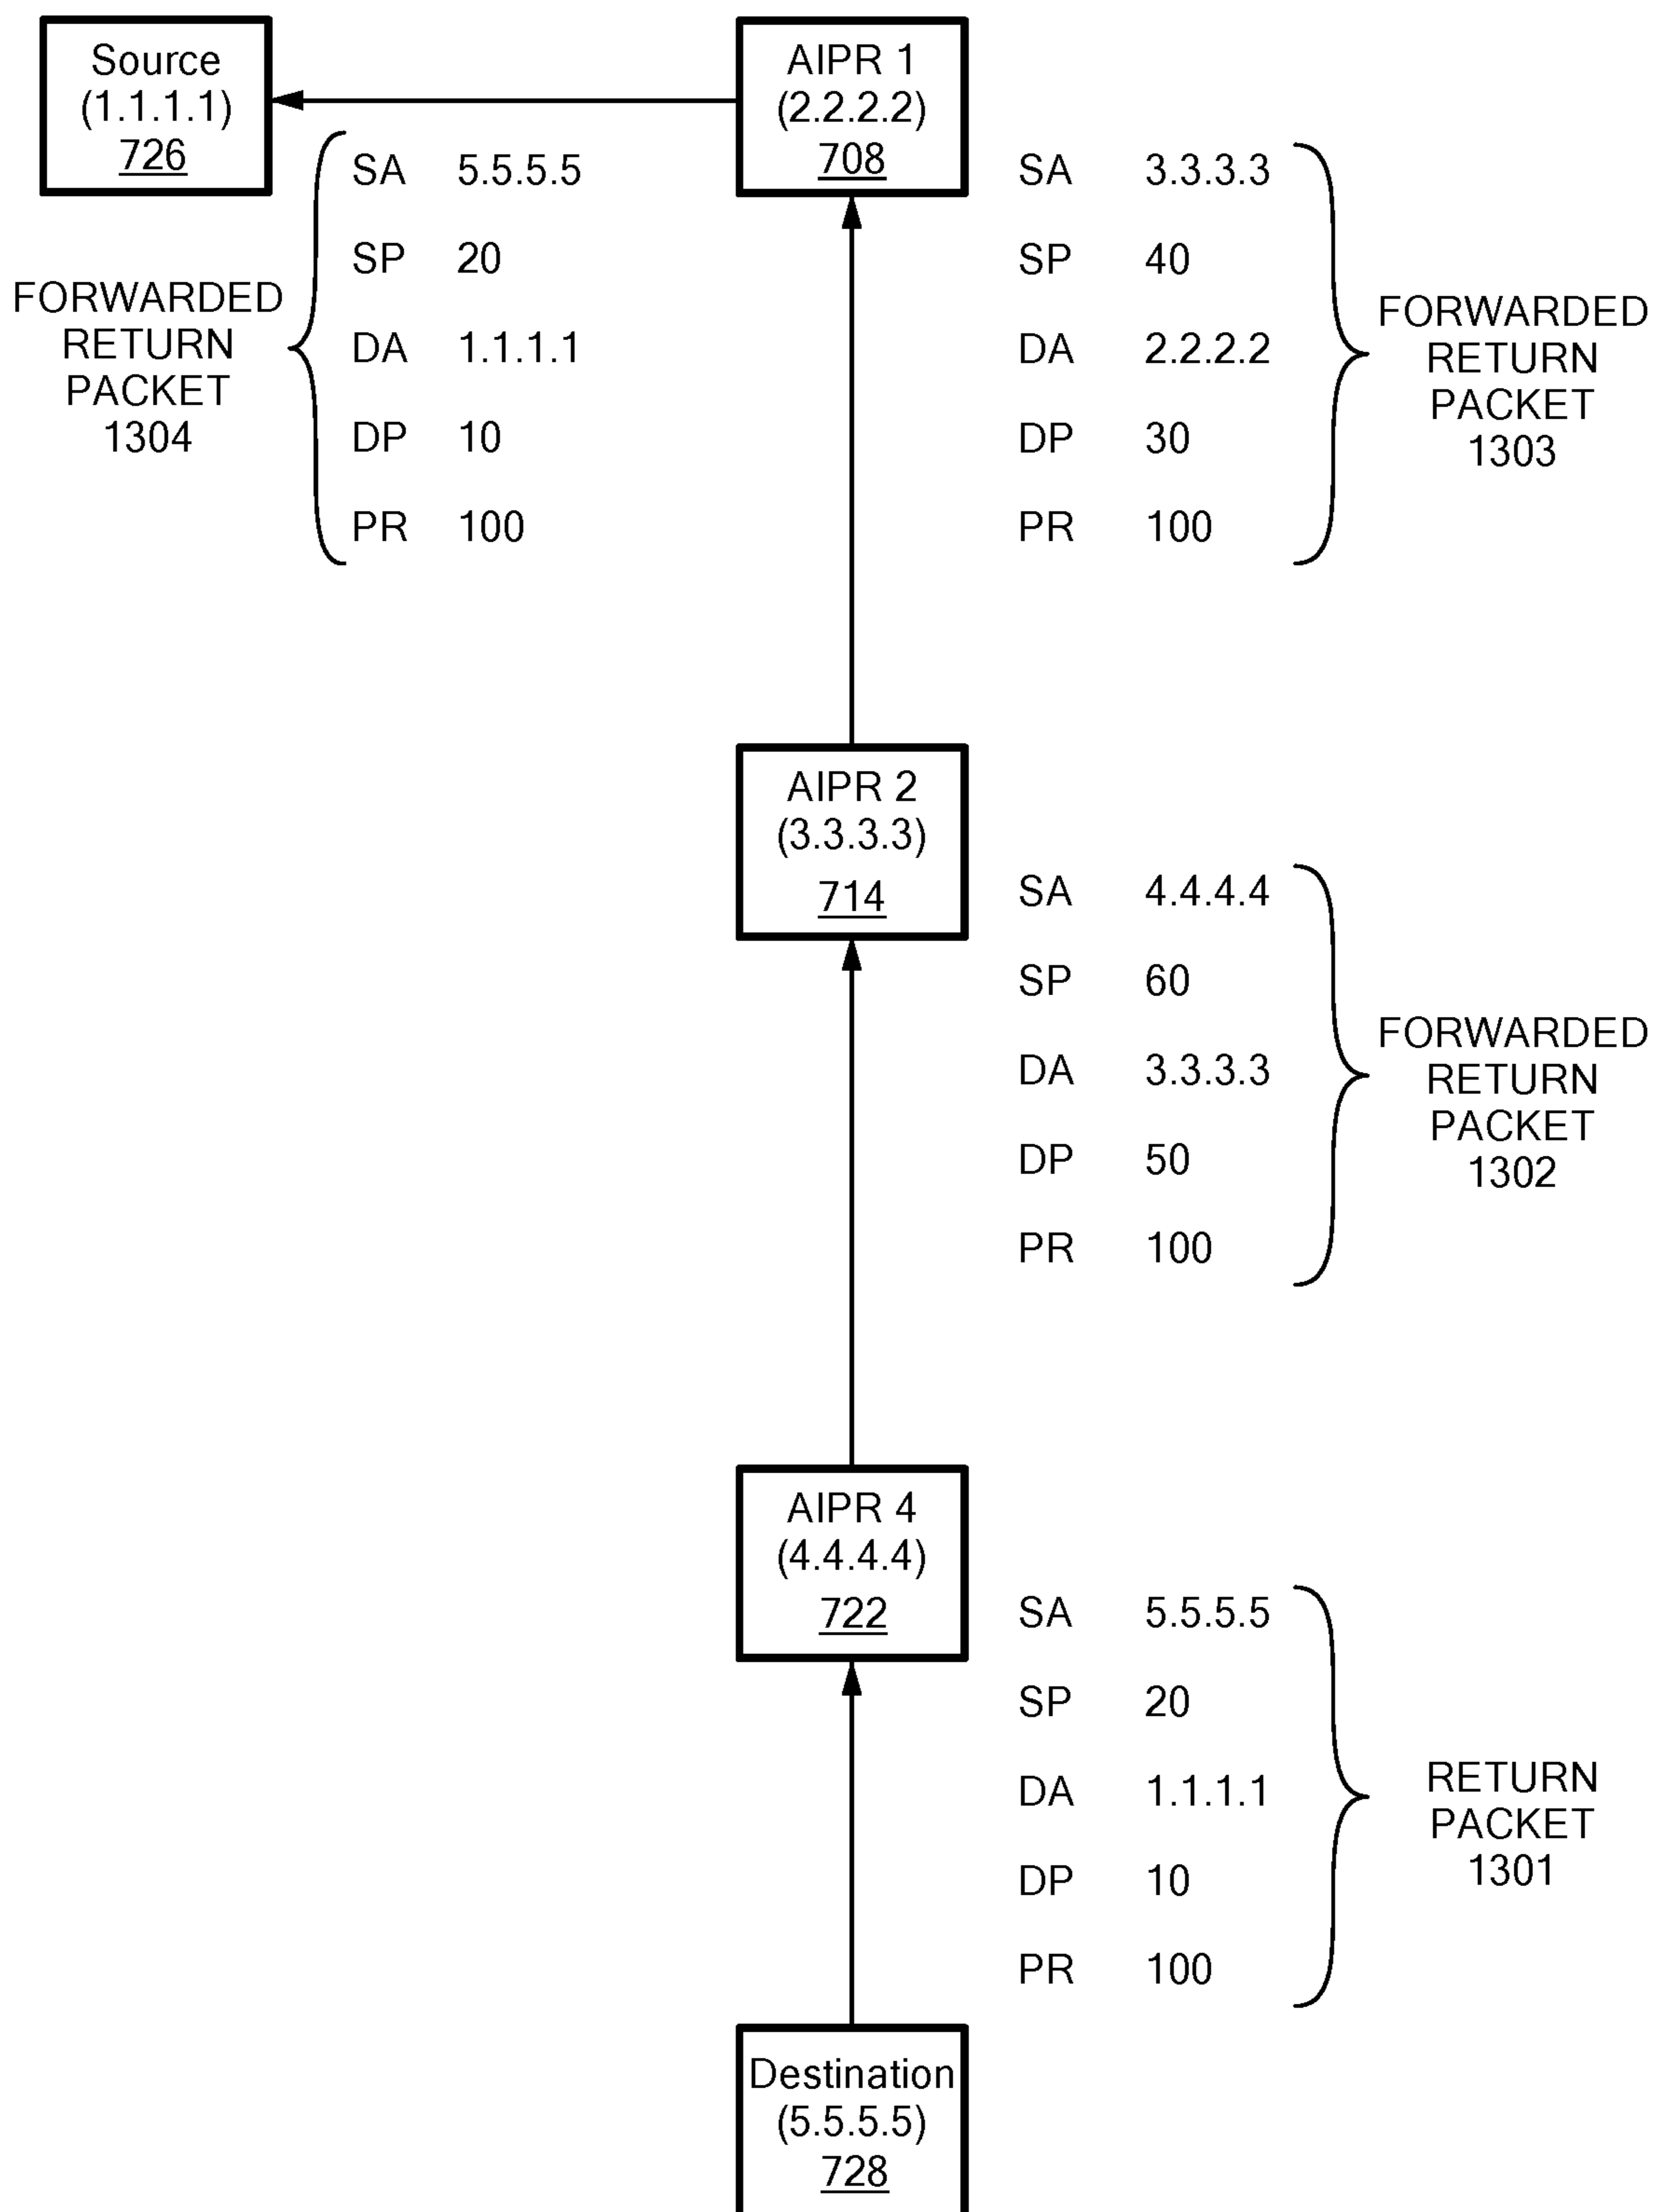 Source
(1.1.1.1)
726
AIPR 1
(2.2.2.2)
708
SA 5.5.5.5
SP 20
DA 1.1.1.1
DP 10
PR 100
FORWARDED
RETURN
PACKET
1304
SA 3.3.3.3
SP 40
DA 2.2.2.2
DP 30
PR 100
FORWARDED
RETURN
PACKET
1303
AIPR 2
(3.3.3.3)
714
SA 4.4.4.4
SP 60
DA 3.3.3.3
DP 50
PR 100
FORWARDED
RETURN
PACKET
1302
AIPR 4
(4.4.4.4)
722
SA 5.5.5.5
SP 20
DA 1.1.1.1
DP 10
PR 100
RETURN
PACKET
1301
Destination
(5.5.5.5)
728